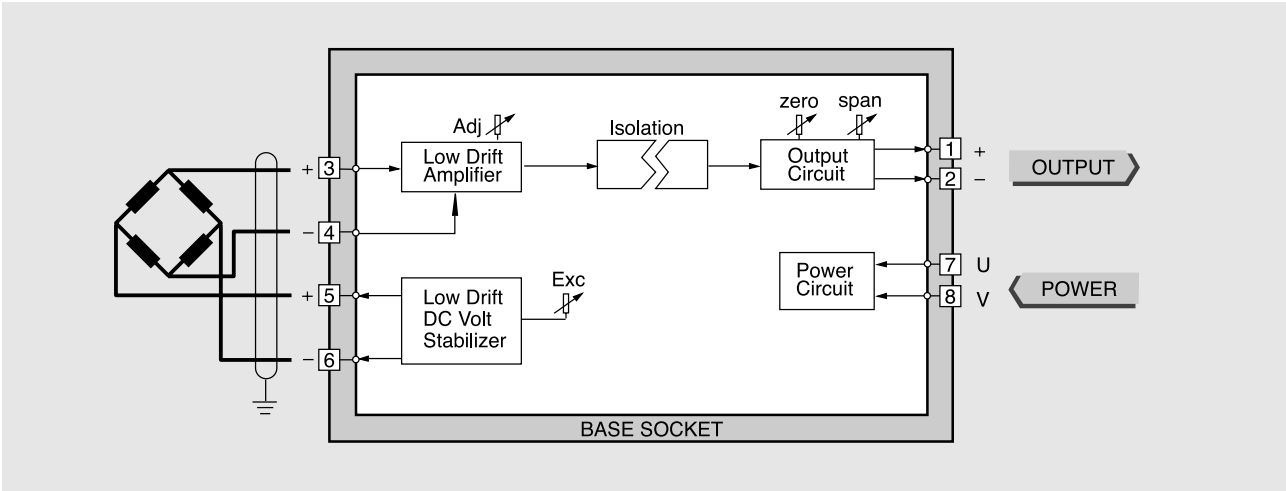 zero span
Adj
Isolation
Low Drift
Amplifier
Output
Circuit
+ 3
1 +
2 −
OUTPUT
− 4
Power
Circuit
7 U
8 V
POWER
+ 5
Low Drift
DC Volt
Stabilizer
Exc
− 6
BASE SOCKET